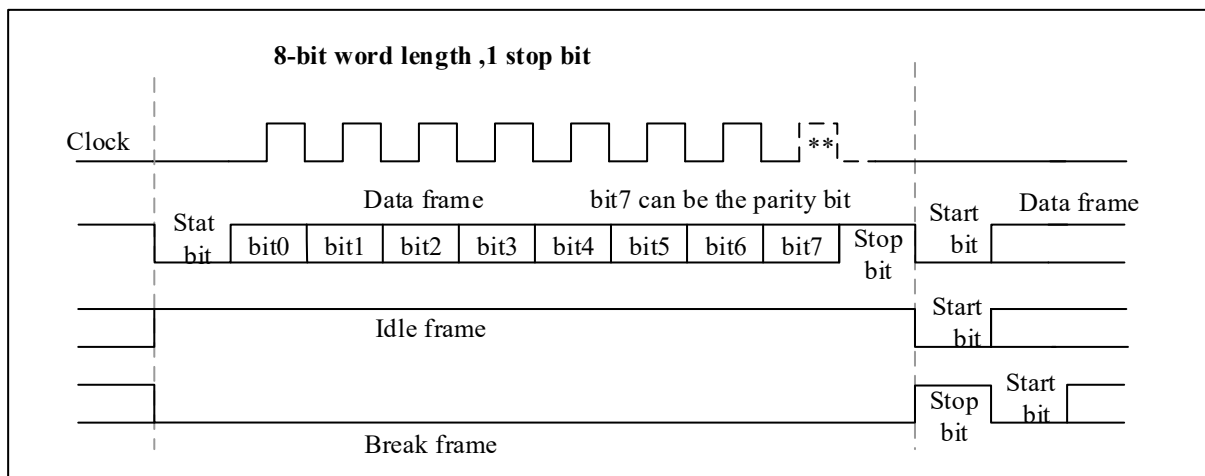 8-bit word length ,1 stop bit
Clock
**
Data frame
bit7 can be the parity bit
Stat
bit
bit0
bit1
bit2
bit3
bit4
bit5
bit6
bit7
Stop
bit
Start
bit
Data frame
Idle frame
Start
bit
Break frame
Stop
bit
Start
bit